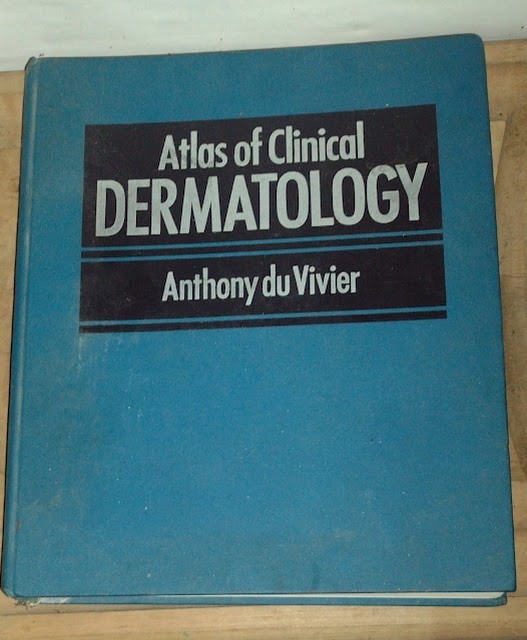 Atlas of Clinical
DERMATOLOGY
Anthony du Vivier